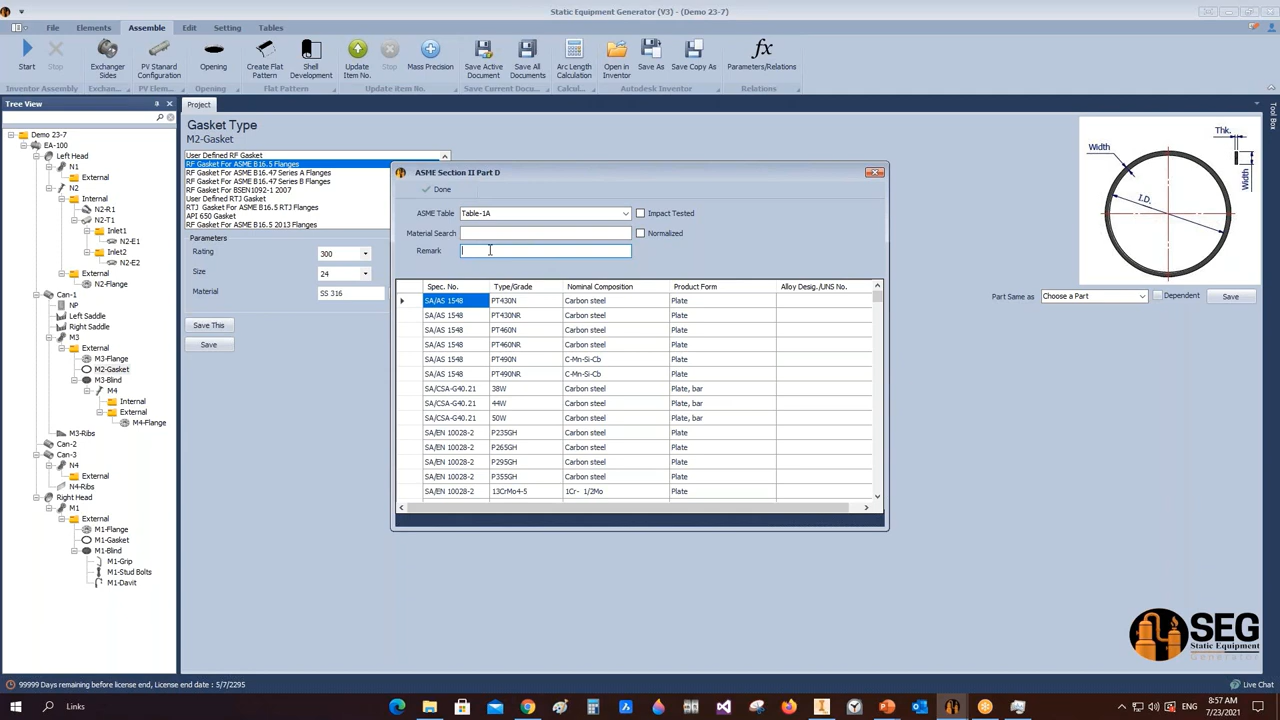 Static Equipment Generator (V3) - (Demo 23-7)
File Elements Assemble Edit Setting Tables
Start Stop Exchanger Sides PV Standard Configuration Opening Create Flat Pattern Shell Development Update Item No. Stop Mass Precision Save Active Document Save All Documents Arc Length Calculation Open in Inventor Save As Save Copy As Parameters/Relations
Inventor Assembly Exchan... PV Elem... Opening Flat Pattern Update item No. Save Current Docu... Calcul... Autodesk Inventor Relations
Tree View
Demo 23-7
EA-100
Left Head
N1
External
N2
Internal
N2-R1
N2-T1
Inlet1
N2-E1
Inlet2
N2-E2
External
N2-Flange
Can-1
NP
Left Saddle
Right Saddle
M3
External
M3-Flange
M2-Gasket
M3-Blind
M4
Internal
External
M4-Flange
M3-Ribs
Can-2
Can-3
N4
External
N4-Ribs
Right Head
M1
External
M1-Flange
M1-Gasket
M1-Blind
M1-Grip
M1-Stud Bolts
M1-Davit
Project
Gasket Type
M2-Gasket
User Defined RF Gasket
RF Gasket For ASME B16.5 Flanges
RF Gasket For ASME B16.47 Series A Flanges
RF Gasket For ASME B16.47 Series B Flanges
RF Gasket For BSEN1092-1 2007
User Defined RTJ Gasket
RTJ Gasket For ASME B16.5 RTJ Flanges
API 650 Gasket
RF Gasket For ASME B16.5 2013 Flanges
Parameters
Rating 300
Size 24
Material SS 316
Save This
Save
ASME Section II Part D
Done
ASME Table Table-1A Impact Tested
Material Search Normalized
Remark
Spec. No. Type/Grade Nominal Composition Product Form Alloy Desig./UNS No.
SA/AS 1548 PT430N Carbon steel Plate
SA/AS 1548 PT430NR Carbon steel Plate
SA/AS 1548 PT460N Carbon steel Plate
SA/AS 1548 PT460NR Carbon steel Plate
SA/AS 1548 PT490N C-Mn-Si-Cb Plate
SA/AS 1548 PT490NR C-Mn-Si-Cb Plate
SA/CSA-G40.21 38W Carbon steel Plate, bar
SA/CSA-G40.21 44W Carbon steel Plate, bar
SA/CSA-G40.21 50W Carbon steel Plate, bar
SA/EN 10028-2 P235GH Carbon steel Plate
SA/EN 10028-2 P265GH Carbon steel Plate
SA/EN 10028-2 P295GH Carbon steel Plate
SA/EN 10028-2 P355GH Carbon steel Plate
SA/EN 10028-2 13CrMo4-5 1Cr- 1/2Mo Plate
Thk.
Width
Width
I.D.
Part Same as Choose a Part Dependent Save
Tool Box
SEG
Static Equipment
Generator
99999 Days remaining before license end, License end date : 5/7/2295
Live Chat
Links
8:57 AM
7/23/2021